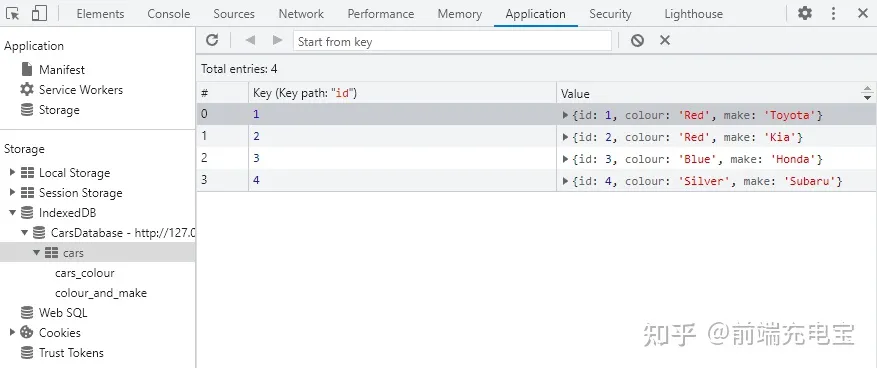 Elements Console Sources Network Performance Memory Application Security Lighthouse
Application
Manifest
Service Workers
Storage
Storage
Local Storage
Session Storage
IndexedDB
CarsDatabase - http://127.0
cars
cars_colour
colour_and_make
Web SQL
Cookies
Trust Tokens
Start from key
Total entries: 4
# Key (Key path: "id") Value
0 1 {id: 1, colour: 'Red', make: 'Toyota'}
1 2 {id: 2, colour: 'Red', make: 'Kia'}
2 3 {id: 3, colour: 'Blue', make: 'Honda'}
3 4 {id: 4, colour: 'Silver', make: 'Subaru'}
知乎 @前端充电宝